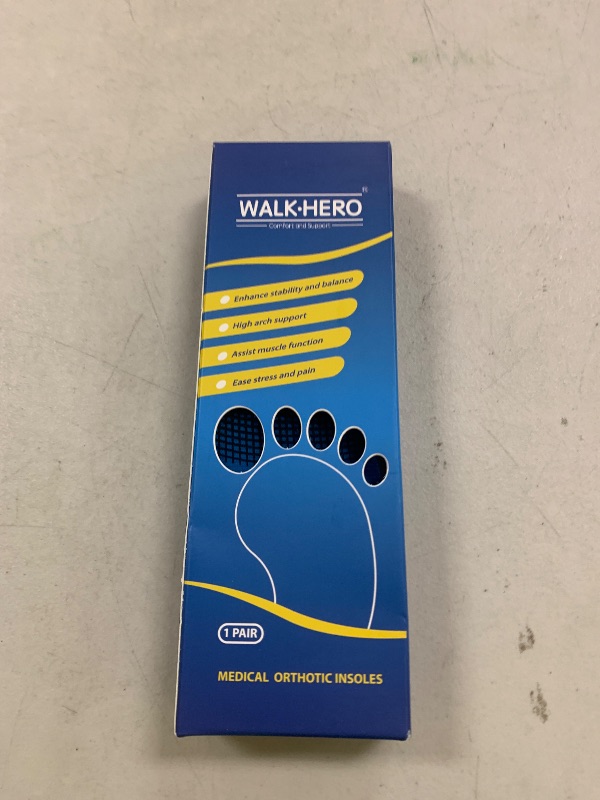 WALK·HERO®
Comfort and Support
Enhance stability and balance
High arch support
Assist muscle function
Ease stress and pain
1 PAIR
MEDICAL ORTHOTIC INSOLES